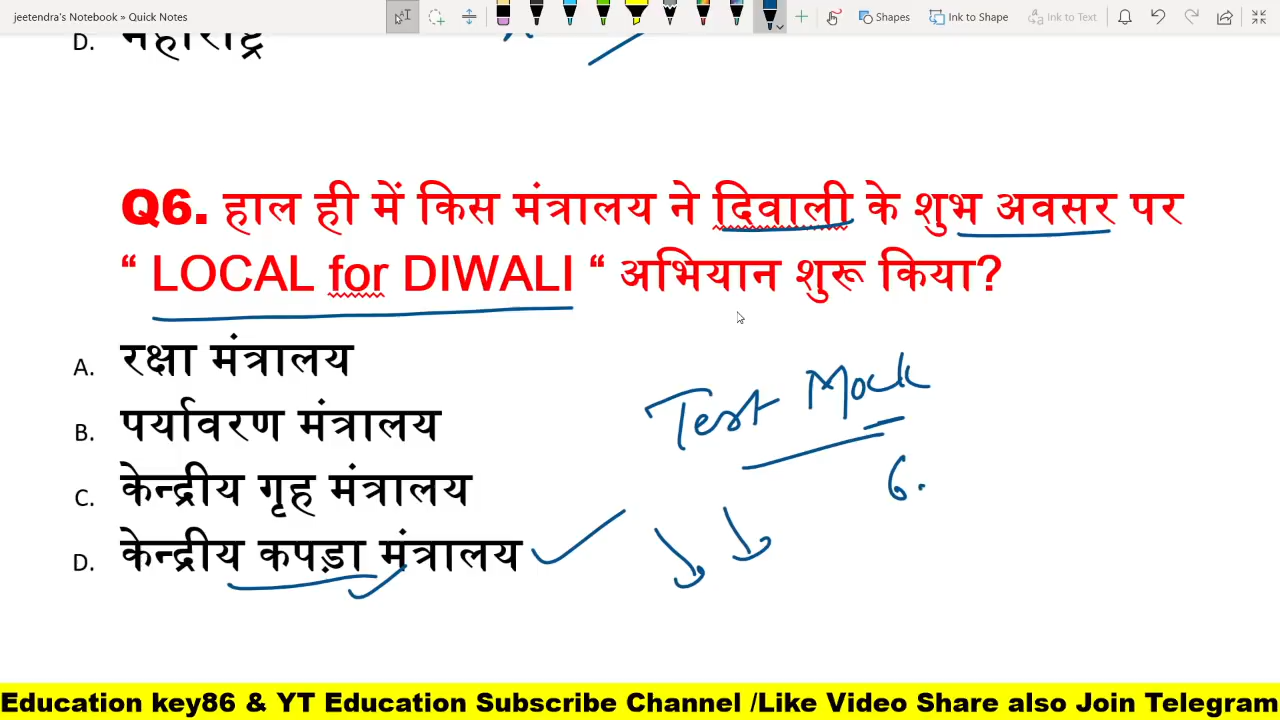 jeetendra's Notebook » Quick Notes
Shapes Ink to Shape Ink to Text
D. महाराष्ट्र
Q6. हाल ही में किस मंत्रालय ने दिवाली के शुभ अवसर पर
“ LOCAL for DIWALI “ अभियान शुरू किया?
A. रक्षा मंत्रालय
B. पर्यावरण मंत्रालय
C. केन्द्रीय गृह मंत्रालय
D. केन्द्रीय कपड़ा मंत्रालय
Test Mock
6.
Education key86 & YT Education Subscribe Channel /Like Video Share also Join Telegram